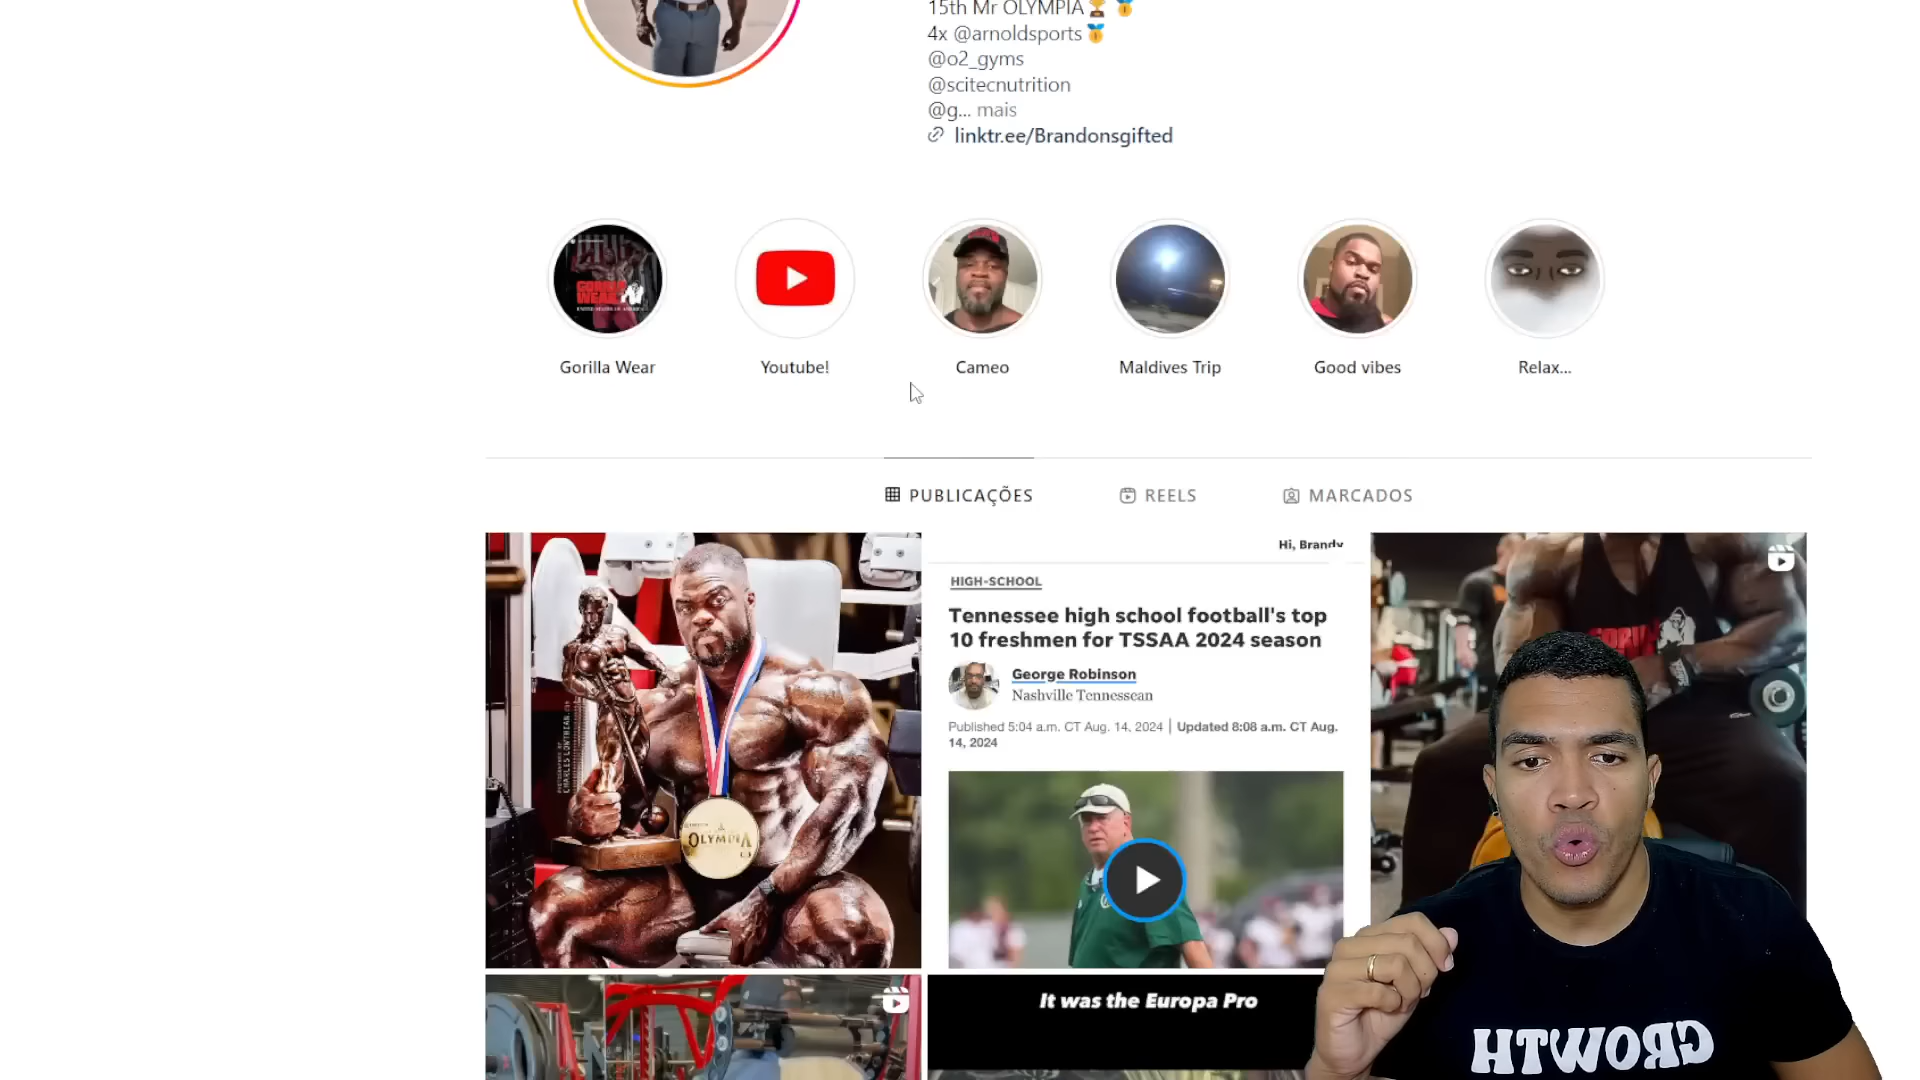 15th Mr OLYMPIA🏆 🥇
4x @arnoldsports🥇
@o2_gyms
@scitecnutrition
@g... mais
linktr.ee/Brandonsgifted
Gorilla Wear
Youtube!
Cameo
Maldives Trip
Good vibes
Relax...
PUBLICAÇÕES
REELS
MARCADOS
Hi, Brandy
HIGH-SCHOOL
Tennessee high school football's top
10 freshmen for TSSAA 2024 season
George Robinson
Nashville Tennessean
Published 5:04 a.m. CT Aug. 14, 2024 | Updated 8:08 a.m. CT Aug.
14, 2024
OLYMPIA
It was the Europa Pro
GROWTH